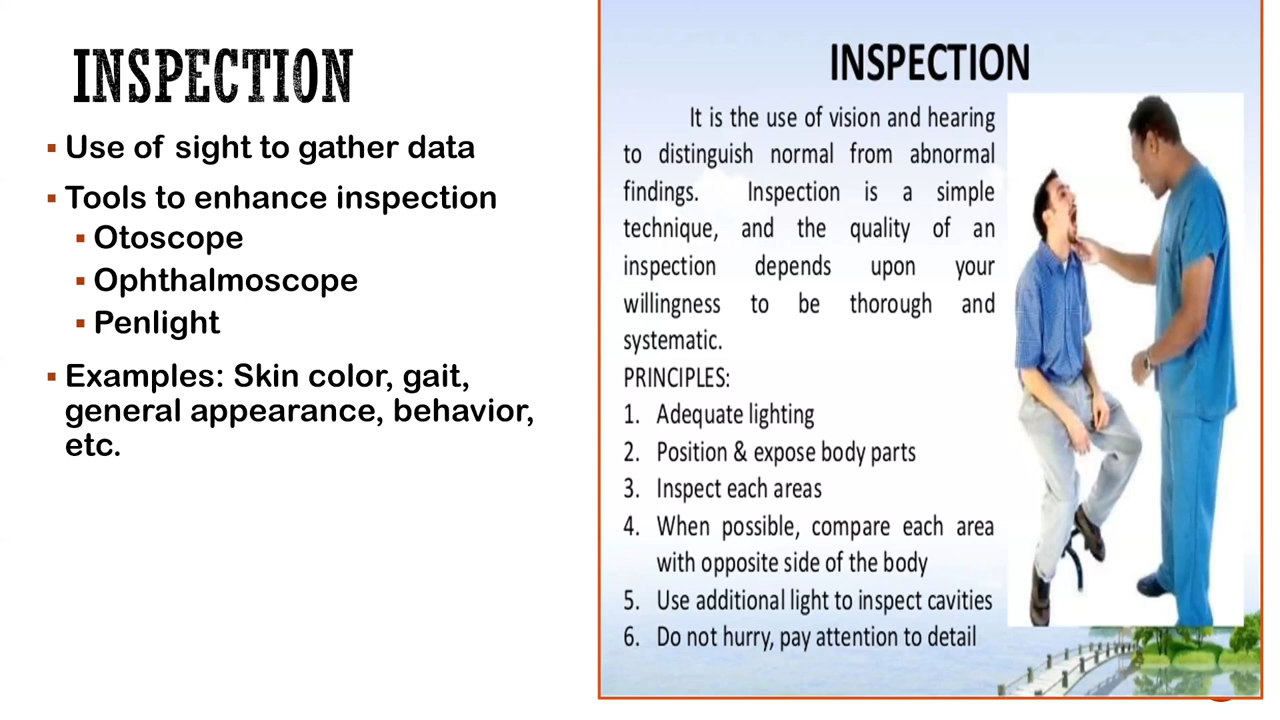 INSPECTION
▪ Use of sight to gather data
▪ Tools to enhance inspection
▪ Otoscope
▪ Ophthalmoscope
▪ Penlight
▪ Examples: Skin color, gait,
general appearance, behavior,
etc.
INSPECTION
It is the use of vision and hearing
to distinguish normal from abnormal
findings. Inspection is a simple
technique, and the quality of an
inspection depends upon your
willingness to be thorough and
systematic.
PRINCIPLES:
1. Adequate lighting
2. Position & expose body parts
3. Inspect each areas
4. When possible, compare each area
with opposite side of the body
5. Use additional light to inspect cavities
6. Do not hurry, pay attention to detail